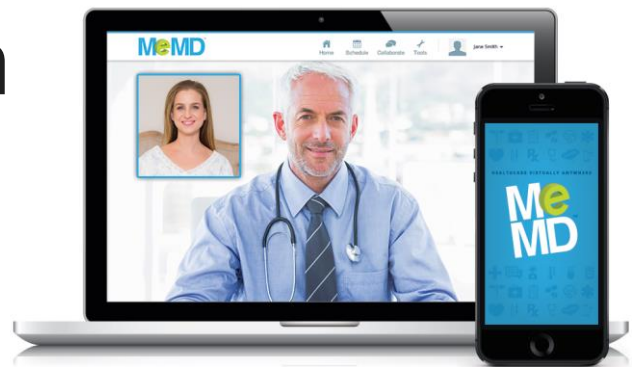 n
MeMD
Home Schedule Collaborate Tools Jane Smith
HEALTHCARE VIRTUALLY ANYWHERE
Me
MD